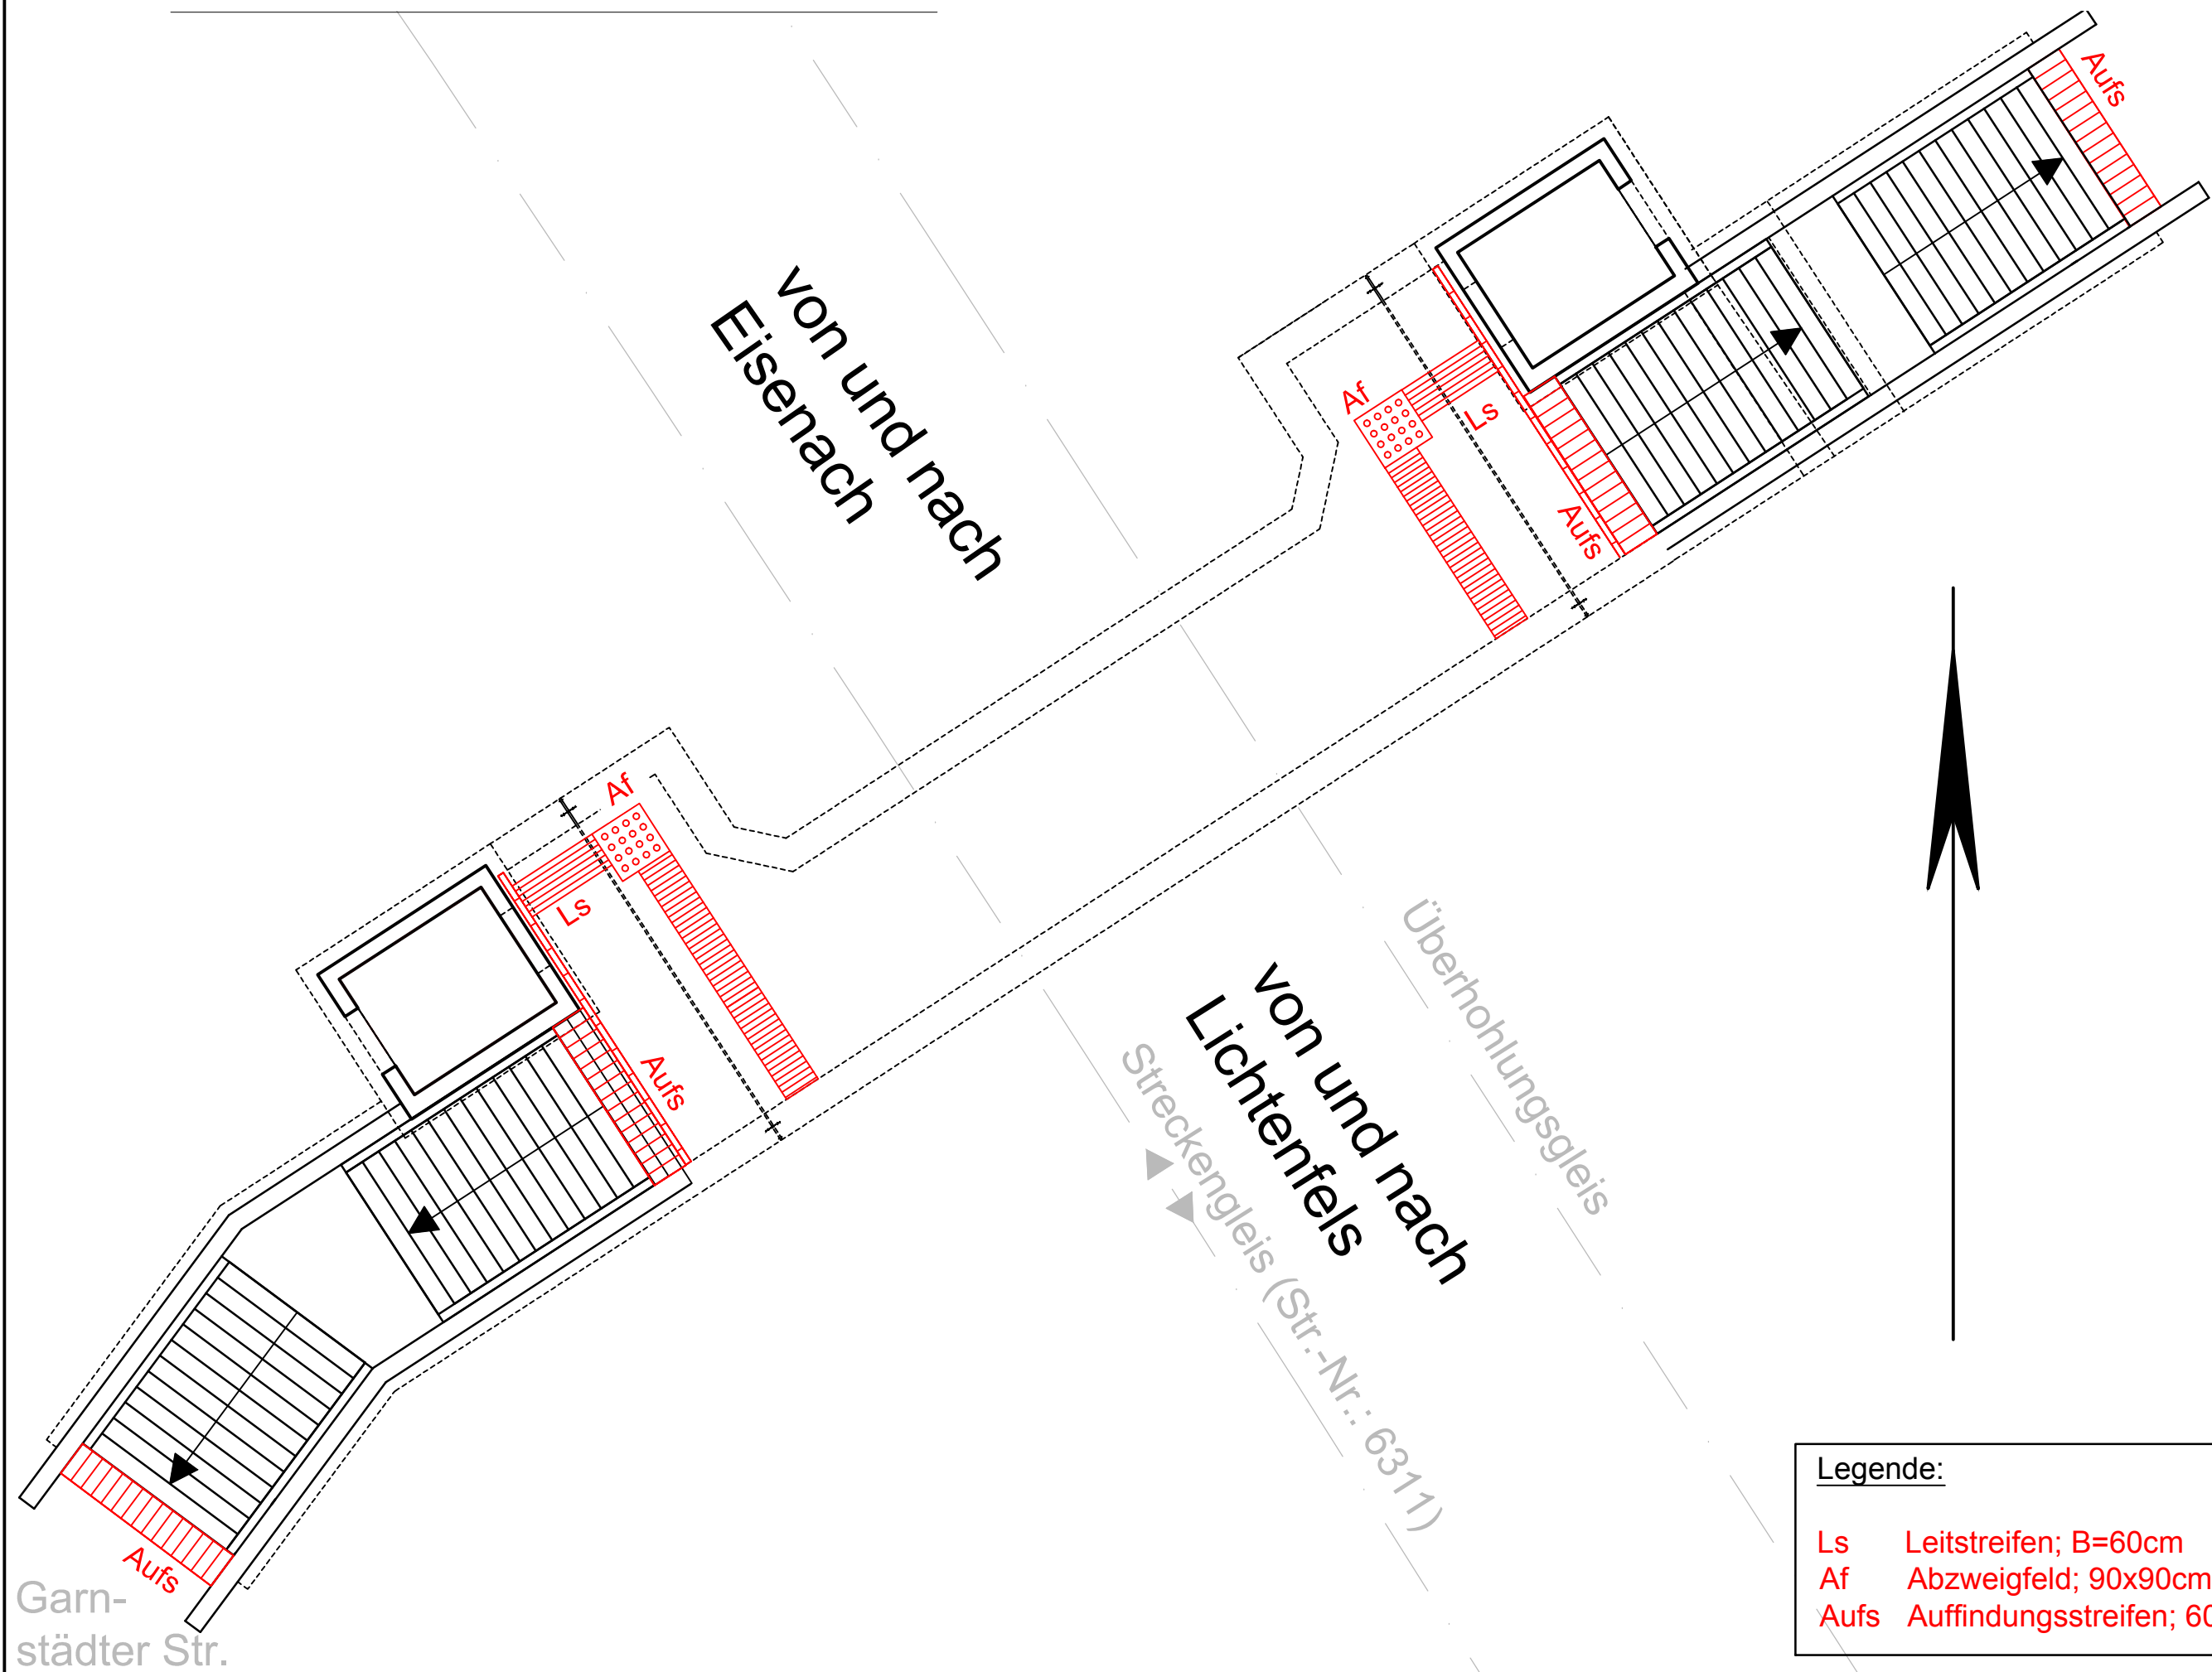 Aufs
von und nach
Eisenach
Af
Ls
Aufs
Af
Ls
Aufs
Überhohlungsgleis
von und nach
Lichtenfels
Streckengleis (Str.-Nr.: 6311)
Aufs
Garn-
städter Str.
Legende:
Ls Leitstreifen; B=60cm
Af Abzweigfeld; 90x90cm
Aufs Auffindungsstreifen; 60